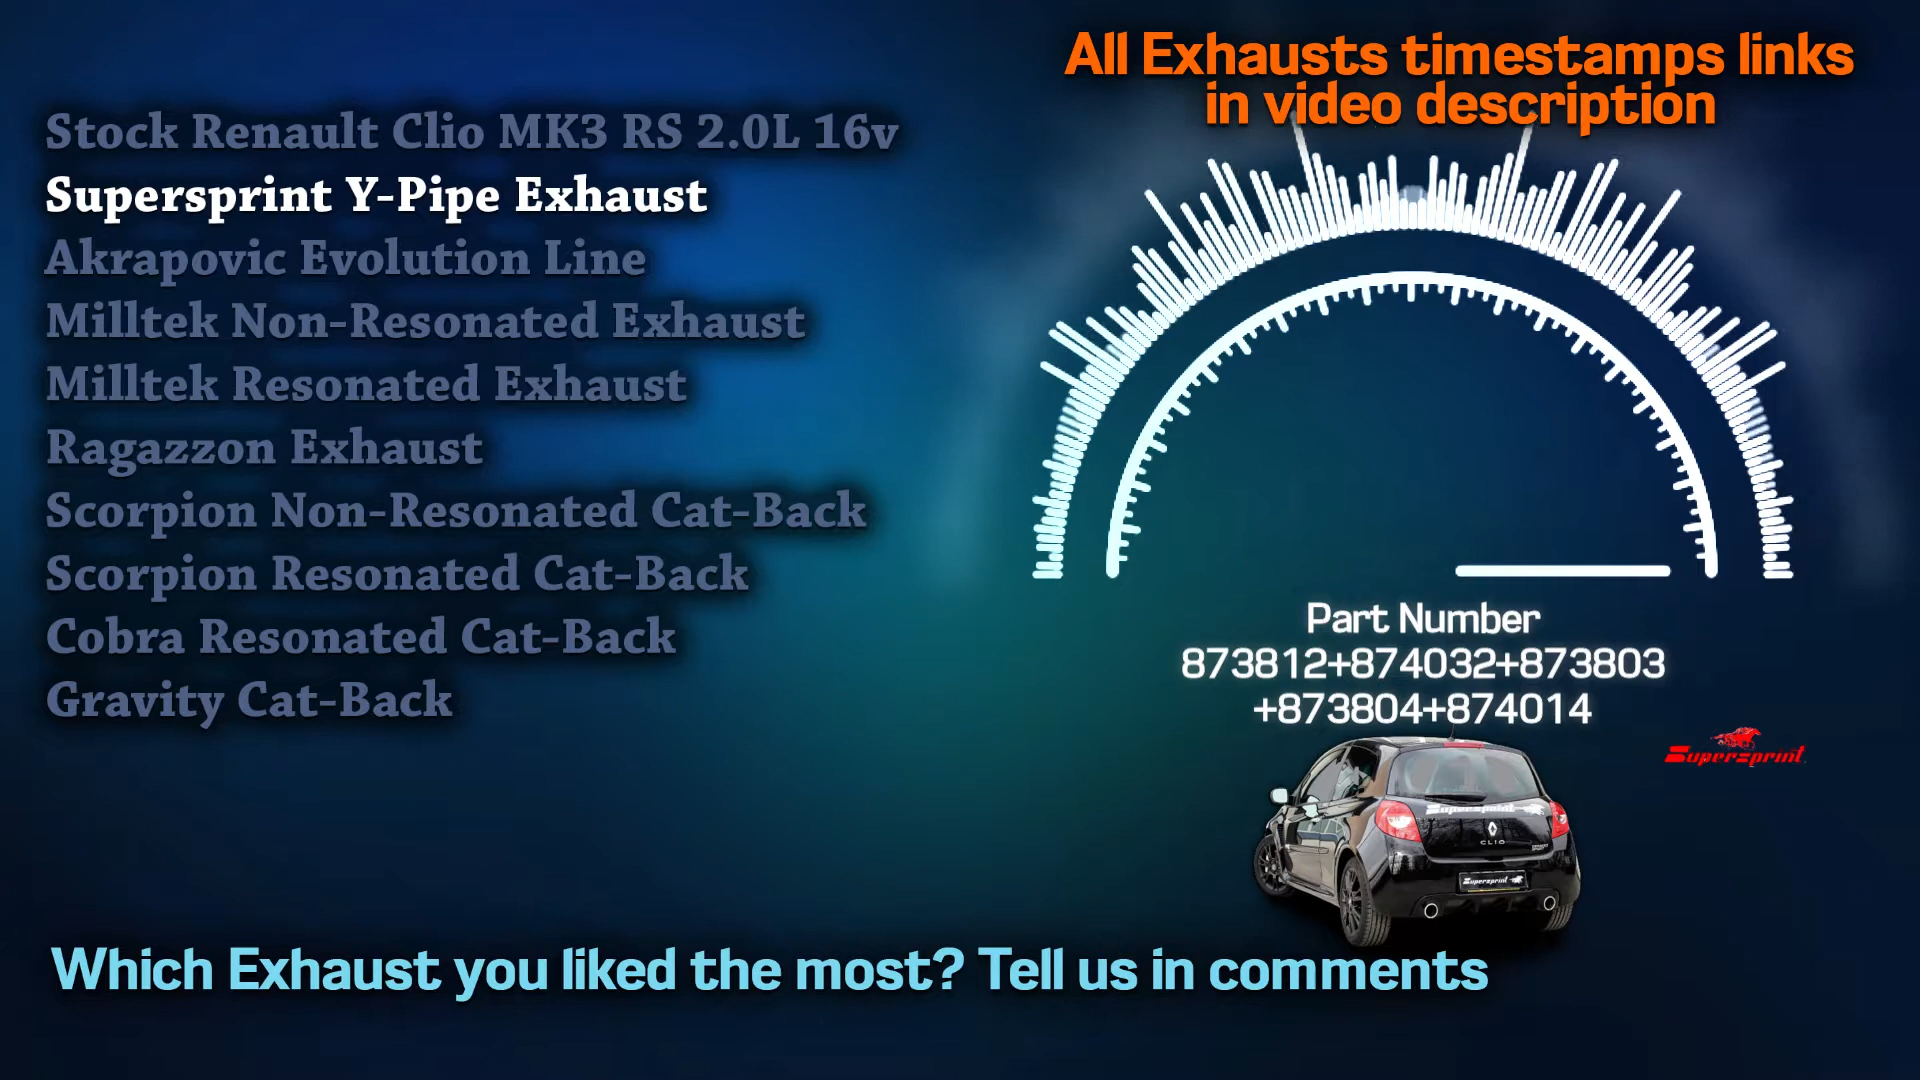 All Exhausts timestamps links
in video description
Stock Renault Clio MK3 RS 2.0L 16v
Supersprint Y-Pipe Exhaust
Akrapovic Evolution Line
Milltek Non-Resonated Exhaust
Milltek Resonated Exhaust
Ragazzon Exhaust
Scorpion Non-Resonated Cat-Back
Scorpion Resonated Cat-Back
Cobra Resonated Cat-Back
Gravity Cat-Back
Part Number
873812+874032+873803
+873804+874014
Supersprint
Supersprint
CLIO
Supersprint
Which Exhaust you liked the most? Tell us in comments